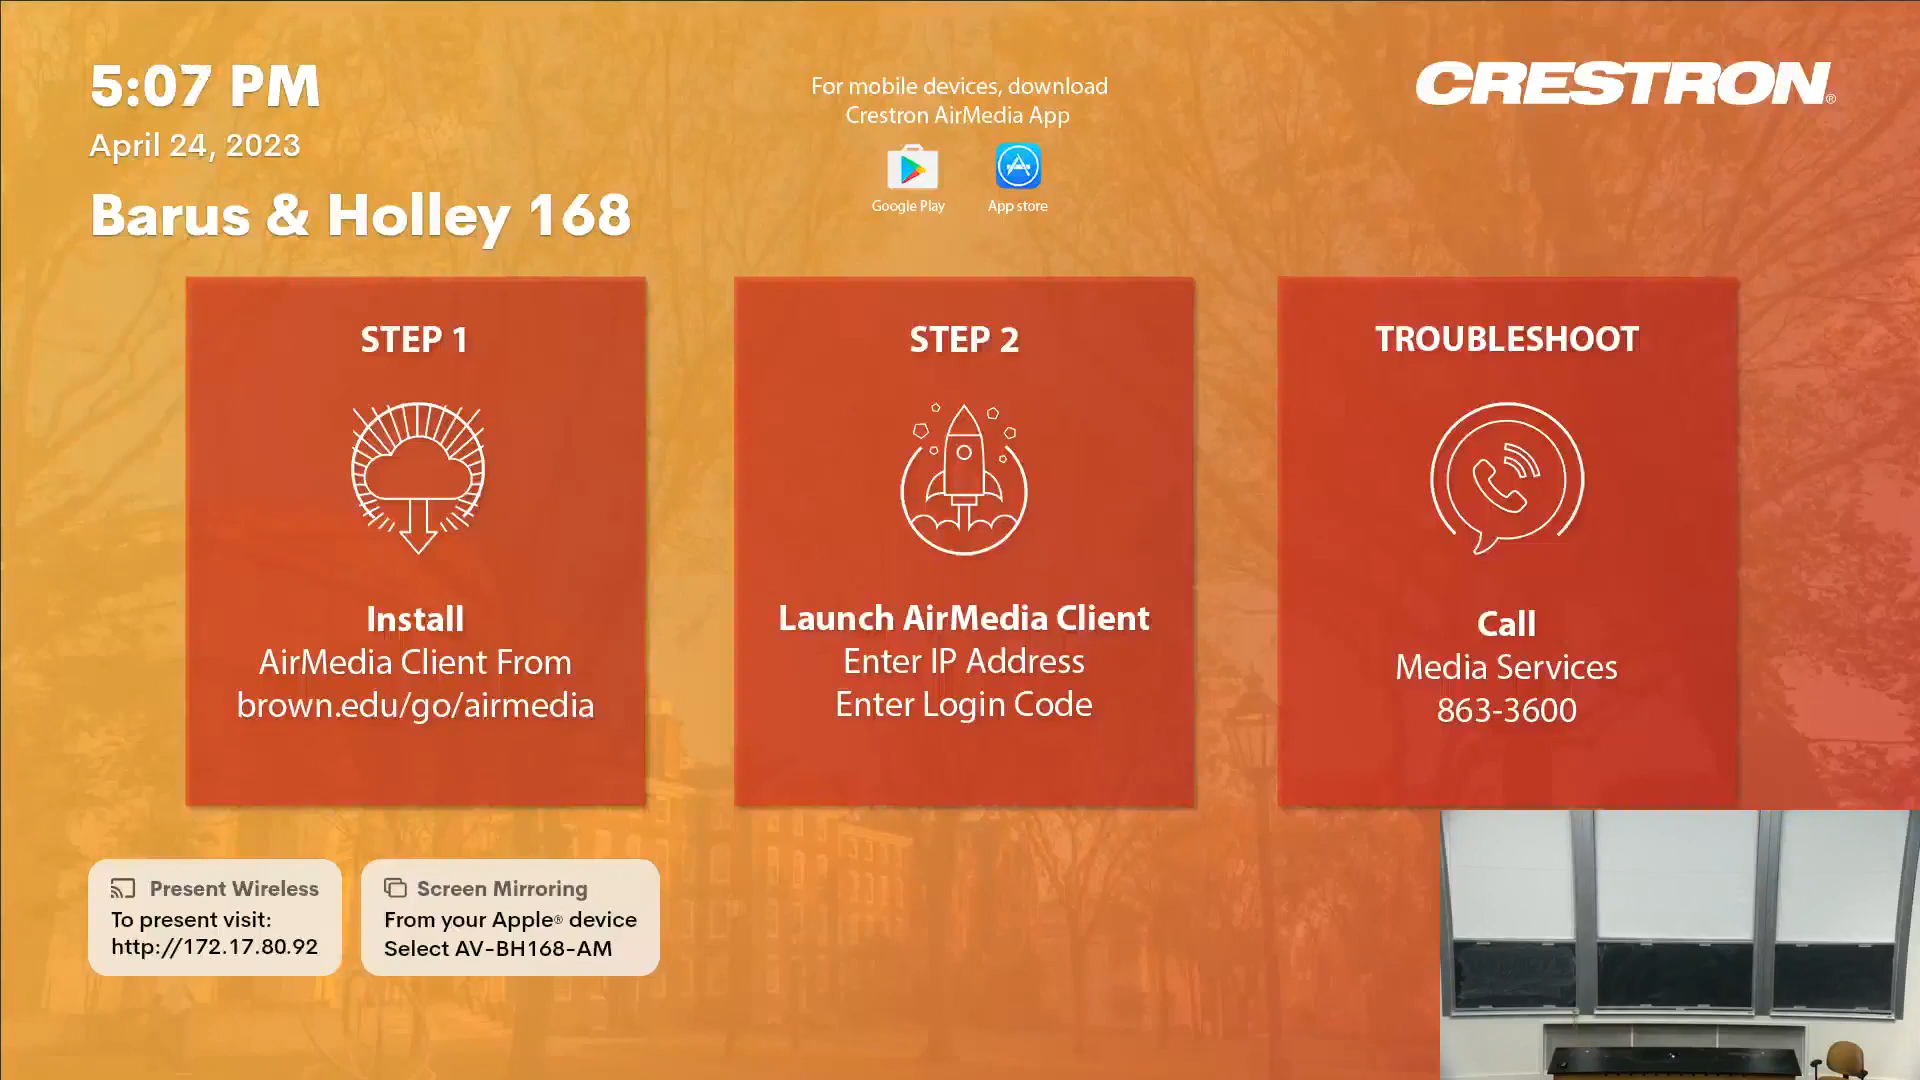 5:07 PM
April 24, 2023
Barus & Holley 168
For mobile devices, download
Crestron AirMedia App
Google Play
App store
CRESTRON®
STEP 1
Install
AirMedia Client From
brown.edu/go/airmedia
STEP 2
Launch AirMedia Client
Enter IP Address
Enter Login Code
TROUBLESHOOT
Call
Media Services
863-3600
Present Wireless
To present visit:
http://172.17.80.92
Screen Mirroring
From your Apple® device
Select AV-BH168-AM